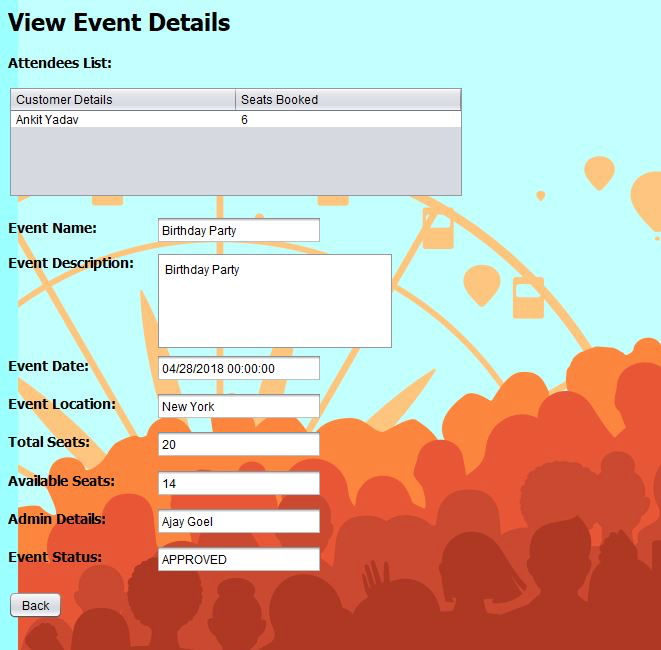 View Event Details
Attendees List:
Customer Details Seats Booked
Ankit Yadav 6
Event Name: Birthday Party
Event Description: Birthday Party
Event Date: 04/28/2018 00:00:00
Event Location: New York
Total Seats: 20
Available Seats: 14
Admin Details: Ajay Goel
Event Status: APPROVED
Back